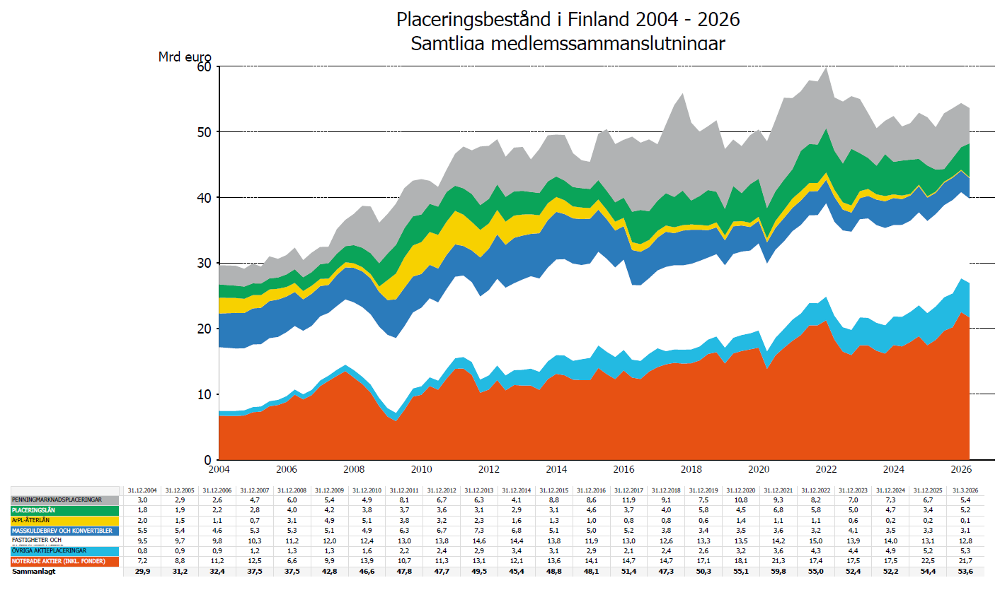 Placeringsbestånd i Finland 2004 - 2026
Samtliga medlemssammanslutningar
Mrd euro
60
50
40
30
20
10
0
2004 2006 2008 2010 2012 2014 2016 2018 2020 2022 2024 2026
31.12.2004 31.12.2005 31.12.2006 31.12.2007 31.12.2008 31.12.2009 31.12.2010 31.12.2011 31.12.2012 31.12.2013 31.12.2014 31.12.2015 31.12.2016 31.12.2017 31.12.2018 31.12.2019 31.12.2020 31.12.2021 31.12.2022 31.12.2023 31.12.2024 31.12.2025 31.3.2026
PENNINGMARKNADSPLACERINGAR 3,0 2,9 2,6 4,7 6,0 5,4 4,9 8,1 6,7 6,3 4,1 8,8 8,6 11,9 9,1 7,5 10,8 9,3 8,2 7,0 7,3 6,7 5,4
PLACERINGSLÅN 1,8 1,9 2,2 2,8 4,0 4,2 3,8 3,7 3,6 3,1 2,9 3,1 4,6 3,7 4,0 5,8 4,5 6,8 5,8 5,0 4,7 3,4 5,2
ArPL-ÅTERLÅN 2,0 1,5 1,1 0,7 3,1 4,9 5,1 3,8 3,2 2,3 1,6 1,3 1,0 0,8 0,8 0,6 1,4 1,1 1,1 0,6 0,2 0,2 0,1
MASSKULDEBREV OCH KONVERTIBLER 5,5 5,4 4,6 5,3 5,3 5,1 4,9 6,3 6,7 7,3 6,8 5,1 5,0 5,2 3,8 3,4 3,5 3,6 3,2 4,1 3,5 3,3 3,1
FASTIGHETER OCH 9,5 9,7 9,8 10,3 11,2 12,0 12,4 13,0 13,8 14,6 14,4 13,8 11,9 13,0 12,6 13,3 13,5 14,2 15,0 13,9 14,0 13,1 12,8
ÖVRIGA AKTIEPLACERINGAR 0,8 0,9 0,9 1,2 1,3 1,3 1,6 2,2 2,4 2,9 3,4 3,1 2,9 2,1 2,4 2,6 3,2 3,6 4,3 4,4 4,9 5,2 5,3
NOTERADE AKTIER (INKL. FONDER) 7,2 8,8 11,2 12,5 6,6 9,9 13,9 10,7 11,3 13,1 12,1 13,6 14,1 14,7 14,7 17,1 18,1 21,3 17,4 17,5 17,5 22,5 21,7
Sammanlagt 29,9 31,2 32,4 37,5 37,5 42,8 46,6 47,8 47,7 49,5 45,4 48,8 48,1 51,4 47,3 50,3 55,1 59,8 55,0 52,4 52,2 54,4 53,6